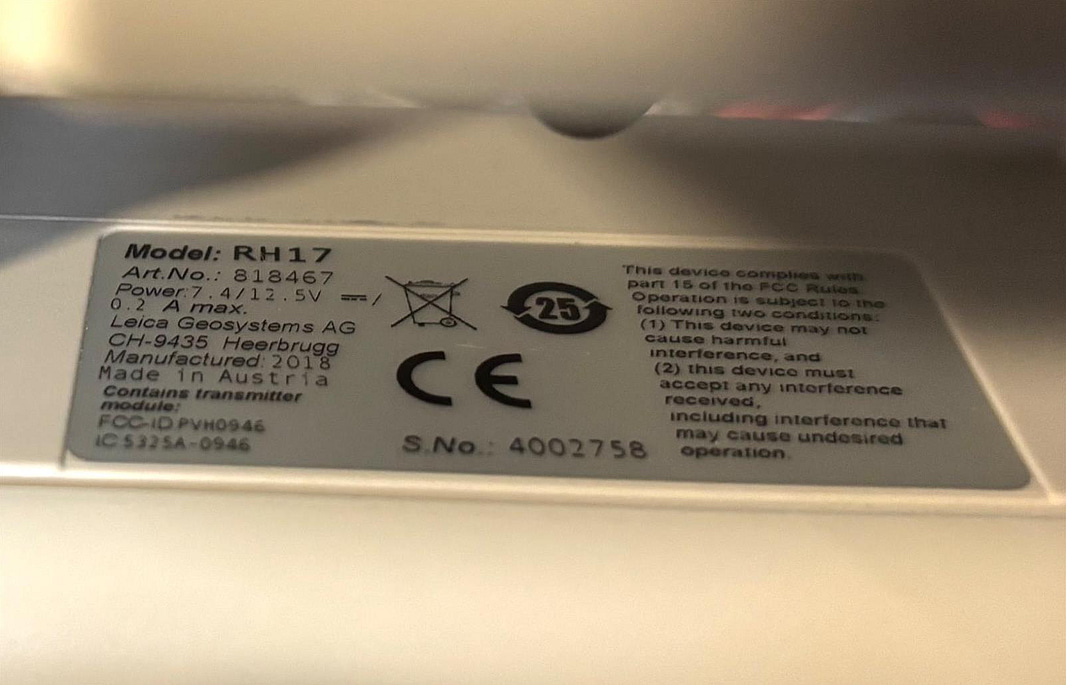 Model: RH17
Art.No.: 818467
Power:7.4/12.5V ⎓/
0.2 A max.
Leica Geosystems AG
CH-9435 Heerbrugg
Manufactured: 2018
Made in Austria
Contains transmitter
module:
FCC-ID PVH0946
IC 5325A-0946
25
CE
S.No.: 4002758
This device complies with
part 15 of the FCC Rules.
Operation is subject to the
following two conditions:
(1) This device may not
cause harmful
interference, and
(2) this device must
accept any interference
received,
including interference that
may cause undesired
operation.